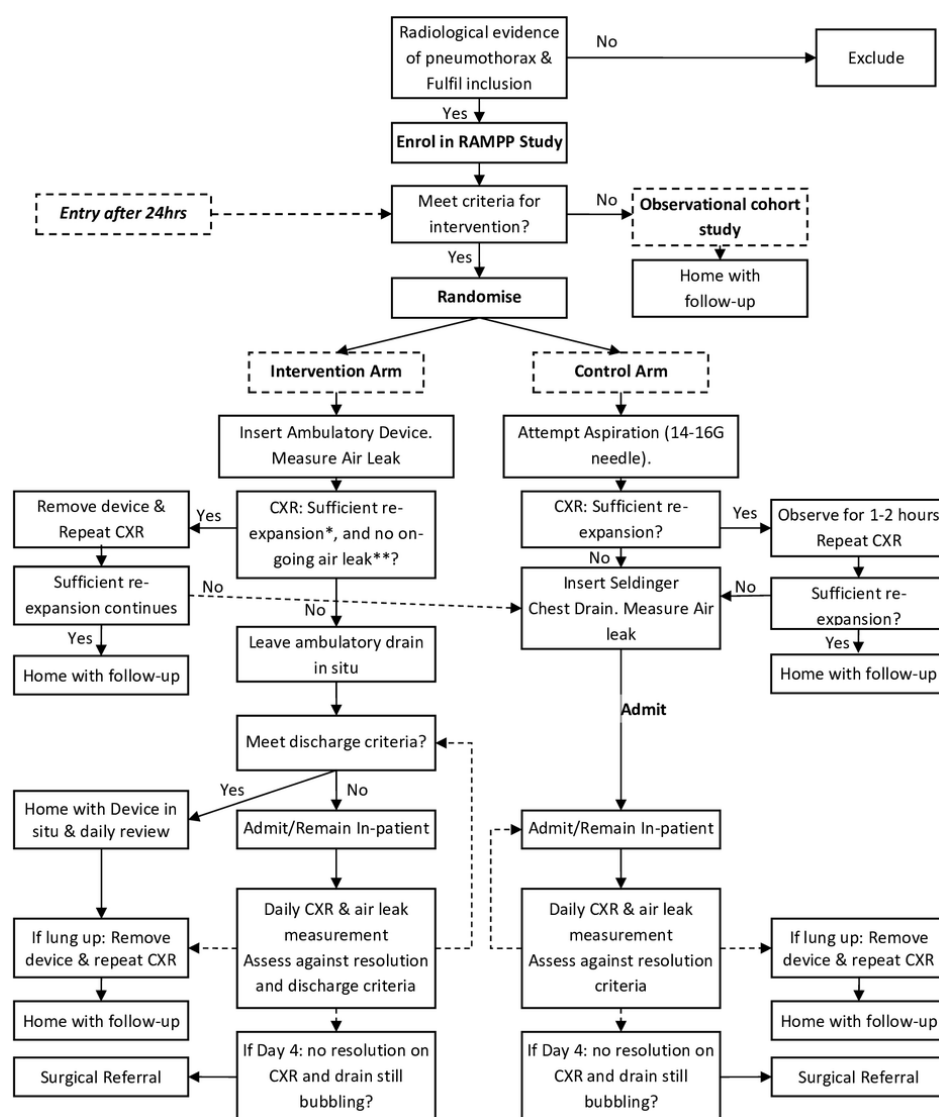 Radiological evidence
of pneumothorax &
Fulfil inclusion
No
Exclude
Yes
Enrol in RAMPP Study
Entry after 24hrs
Meet criteria for
intervention?
No
Observational cohort
study
Yes
Home with
follow-up
Randomise
Intervention Arm
Control Arm
Insert Ambulatory Device.
Measure Air Leak
Attempt Aspiration (14-16G
needle).
Remove device &
Repeat CXR
Yes
CXR: Sufficient re-
expansion*, and no on-
going air leak**?
CXR: Sufficient re-
expansion?
Yes
Observe for 1-2 hours
Repeat CXR
No
Sufficient re-
expansion continues
No
Insert Seldinger
Chest Drain. Measure Air
leak
No
Sufficient re-
expansion?
No
Yes
Yes
Home with follow-up
Leave ambulatory drain
in situ
Home with follow-up
Admit
Meet discharge criteria?
Yes
No
Home with Device in
situ & daily review
Admit/Remain In-patient
Admit/Remain In-patient
Daily CXR & air leak
measurement
Assess against resolution
and discharge criteria
Daily CXR & air leak
measurement
Assess against resolution
criteria
If lung up: Remove
device & repeat CXR
If lung up: Remove
device & repeat CXR
Home with follow-up
Home with follow-up
If Day 4: no resolution on
CXR and drain still
bubbling?
If Day 4: no resolution on
CXR and drain still
bubbling?
Surgical Referral
Surgical Referral